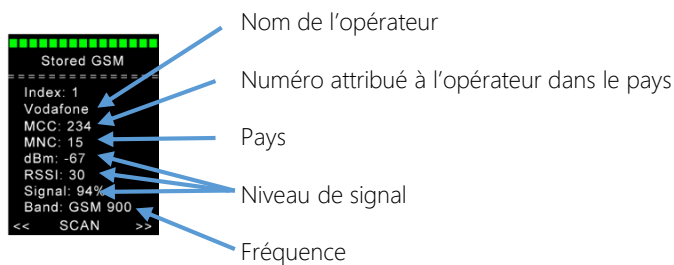 Stored GSM
Index: 1
Vodafone
MCC: 234
MNC: 15
dBm: -67
RSSI: 30
Signal: 94%
Band: GSM 900
<< SCAN >>
Nom de l'opérateur
Numéro attribué à l'opérateur dans le pays
Pays
Niveau de signal
Fréquence